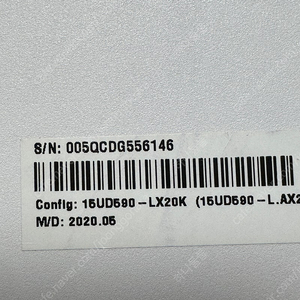 S/N: 005QCDG556146
Config: 15UD590-LX20K (15UD590-L.AX2
M/D: 2020.05